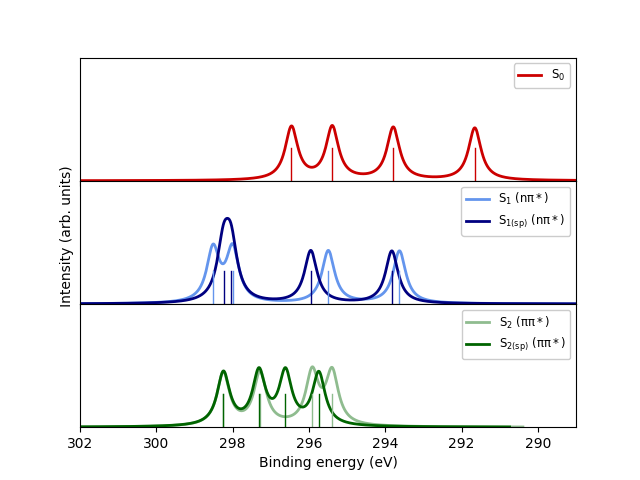 S₀
S₁ (nπ*)
S₁₍ₛₚ₎ (nπ*)
S₂ (ππ*)
S₂₍ₛₚ₎ (ππ*)
Intensity (arb. units)
302 300 298 296 294 292 290
Binding energy (eV)